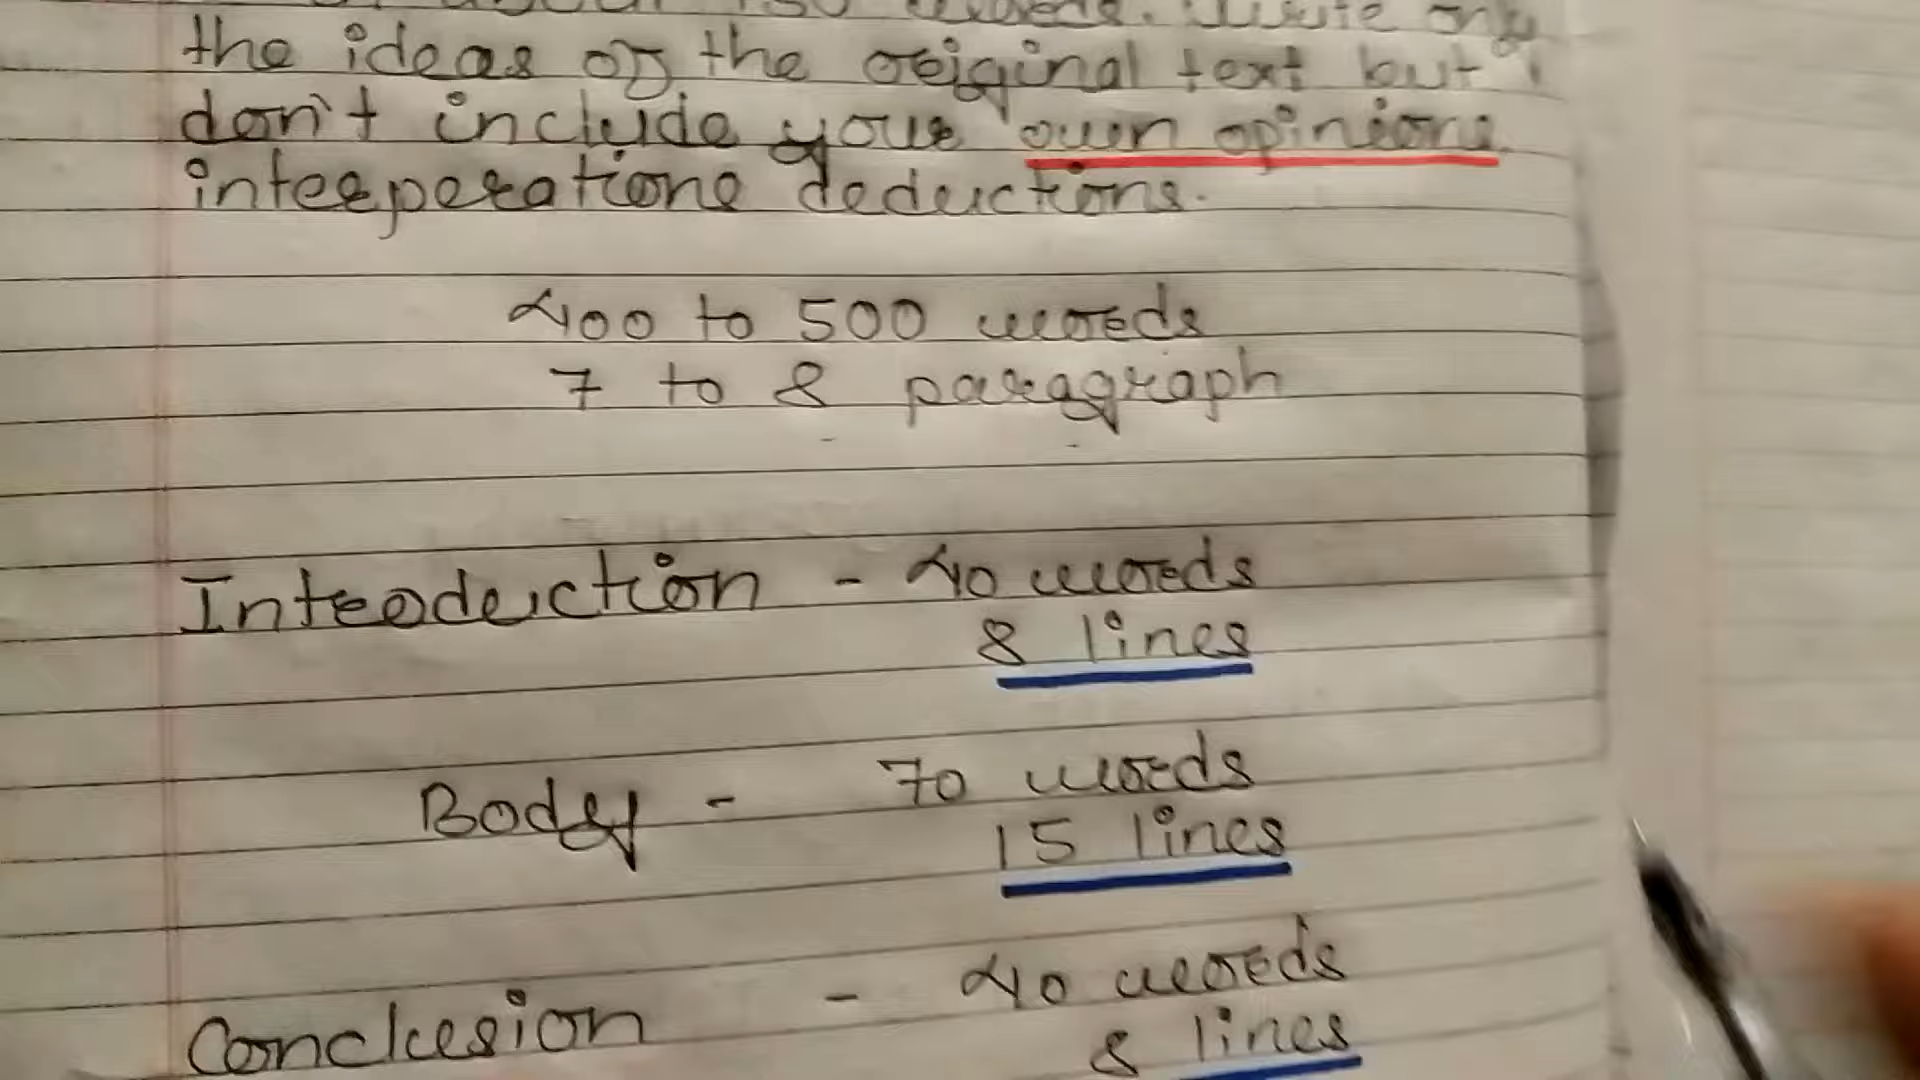 the ideas of the original text but
don't include your own opinions
interperations deductions.
400 to 500 words
7 to 8 paragraph
Introduction - 40 words
8 lines
Body - 70 words
15 lines
Conclusion - 40 words
8 lines